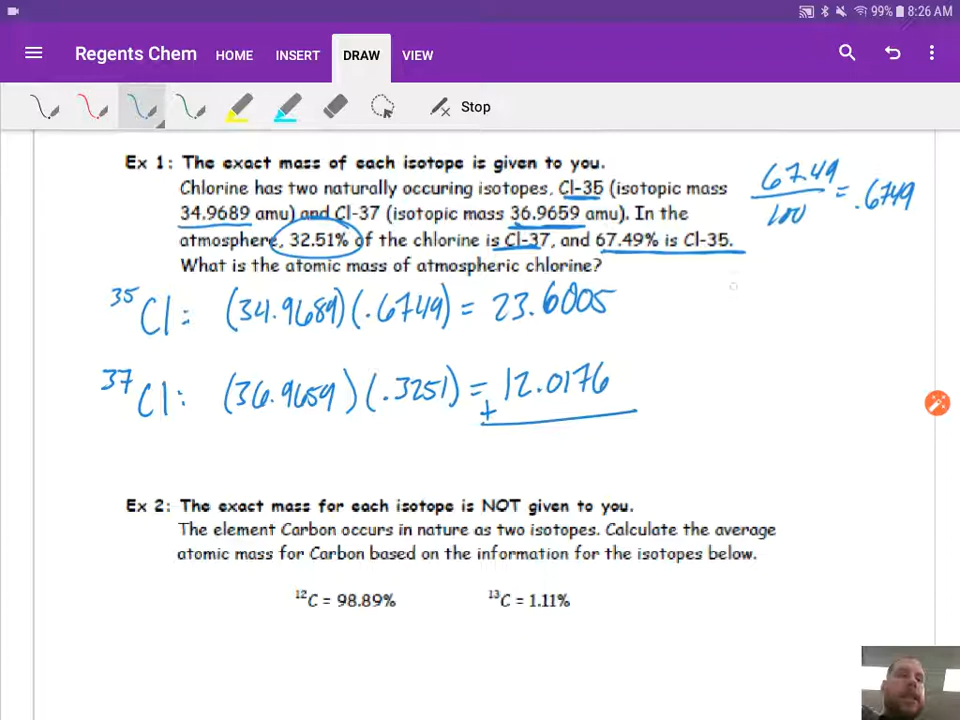 99% 8:26 AM
Regents Chem HOME INSERT DRAW VIEW
Stop
Ex 1: The exact mass of each isotope is given to you.
Chlorine has two naturally occuring isotopes, Cl-35 (isotopic mass
34.9689 amu) and Cl-37 (isotopic mass 36.9659 amu). In the
atmosphere, 32.51% of the chlorine is Cl-37, and 67.49% is Cl-35.
What is the atomic mass of atmospheric chlorine?
67.49/100 = .6749
³⁵Cl: (34.9689)(.6749) = 23.6005
³⁷Cl: (36.9659)(.3251) = 12.0176
+
Ex 2: The exact mass for each isotope is NOT given to you.
The element Carbon occurs in nature as two isotopes. Calculate the average
atomic mass for Carbon based on the information for the isotopes below.
¹²C = 98.89% ¹³C = 1.11%